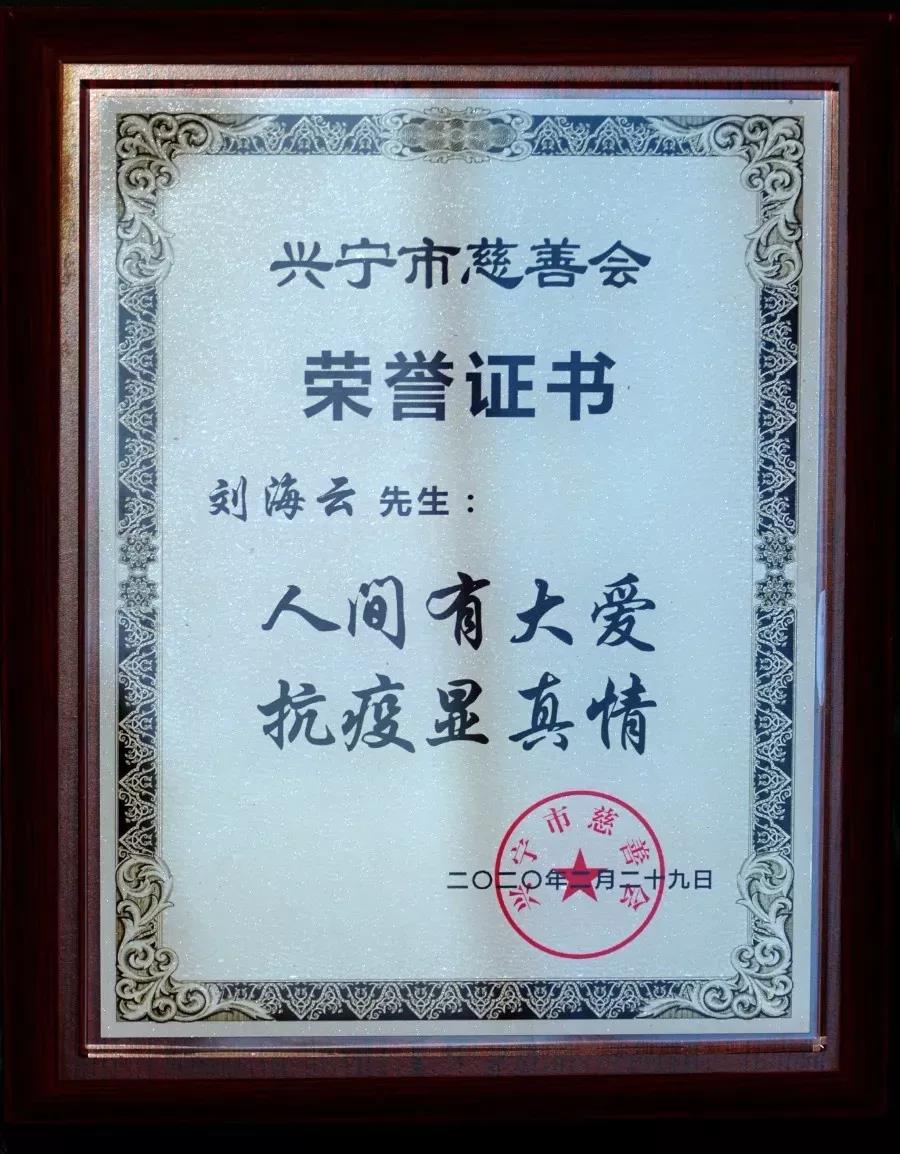 兴宁市慈善会
荣誉证书
刘海云 先生：
人间有大爱
抗疫显真情
兴宁市慈善会
二〇二〇年二月二十九日